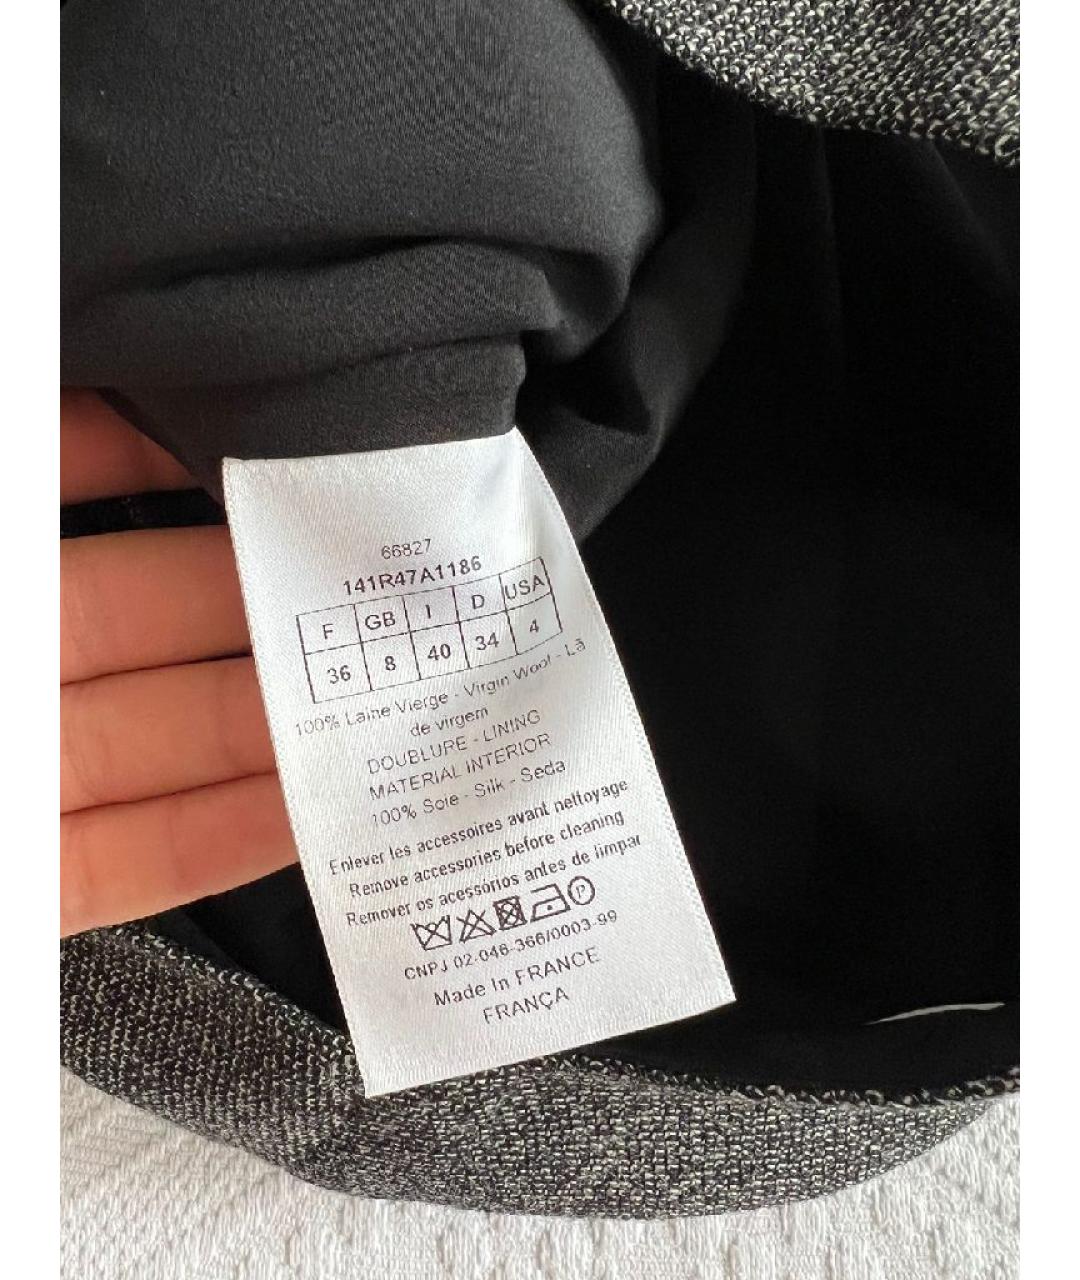 66827
141R47A1186
F GB I D USA
36 8 40 34 4
100% Laine Vierge - Virgin Wool - Lã
de virgem
DOUBLURE - LINING
MATERIAL INTERIOR
100% Soie - Silk - Seda
Enlever les accessoires avant nettoyage
Remove accessories before cleaning
Remover os acessórios antes de limpar
P
CNPJ 02-046-366/0003-99
Made In FRANCE
FRANÇA